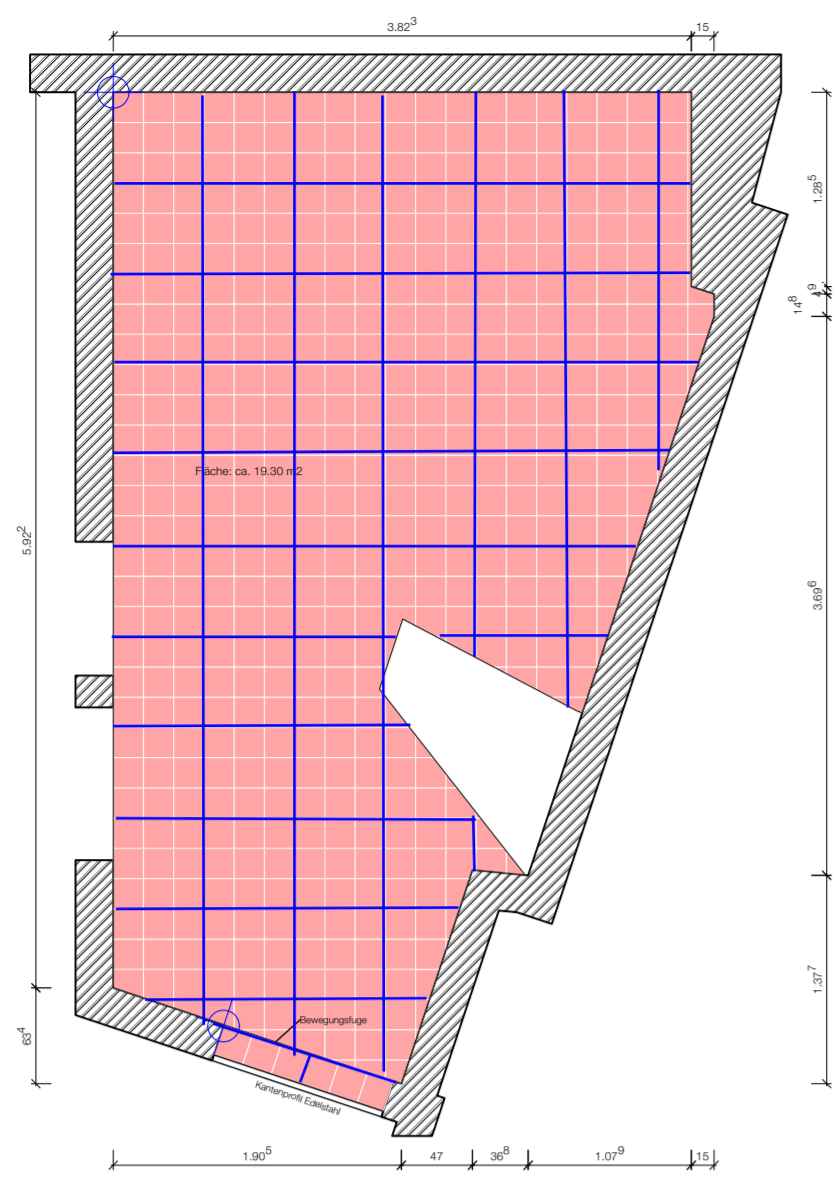 3.82³ 15
1.28⁵
4⁹
14⁸
Fläche: ca. 19.30 m2
5.92²
3.69⁶
1.37⁷
63⁴
Bewegungsfuge
Kantenprofil Edelstahl
1.90⁵ 47 36⁸ 1.07⁹ 15